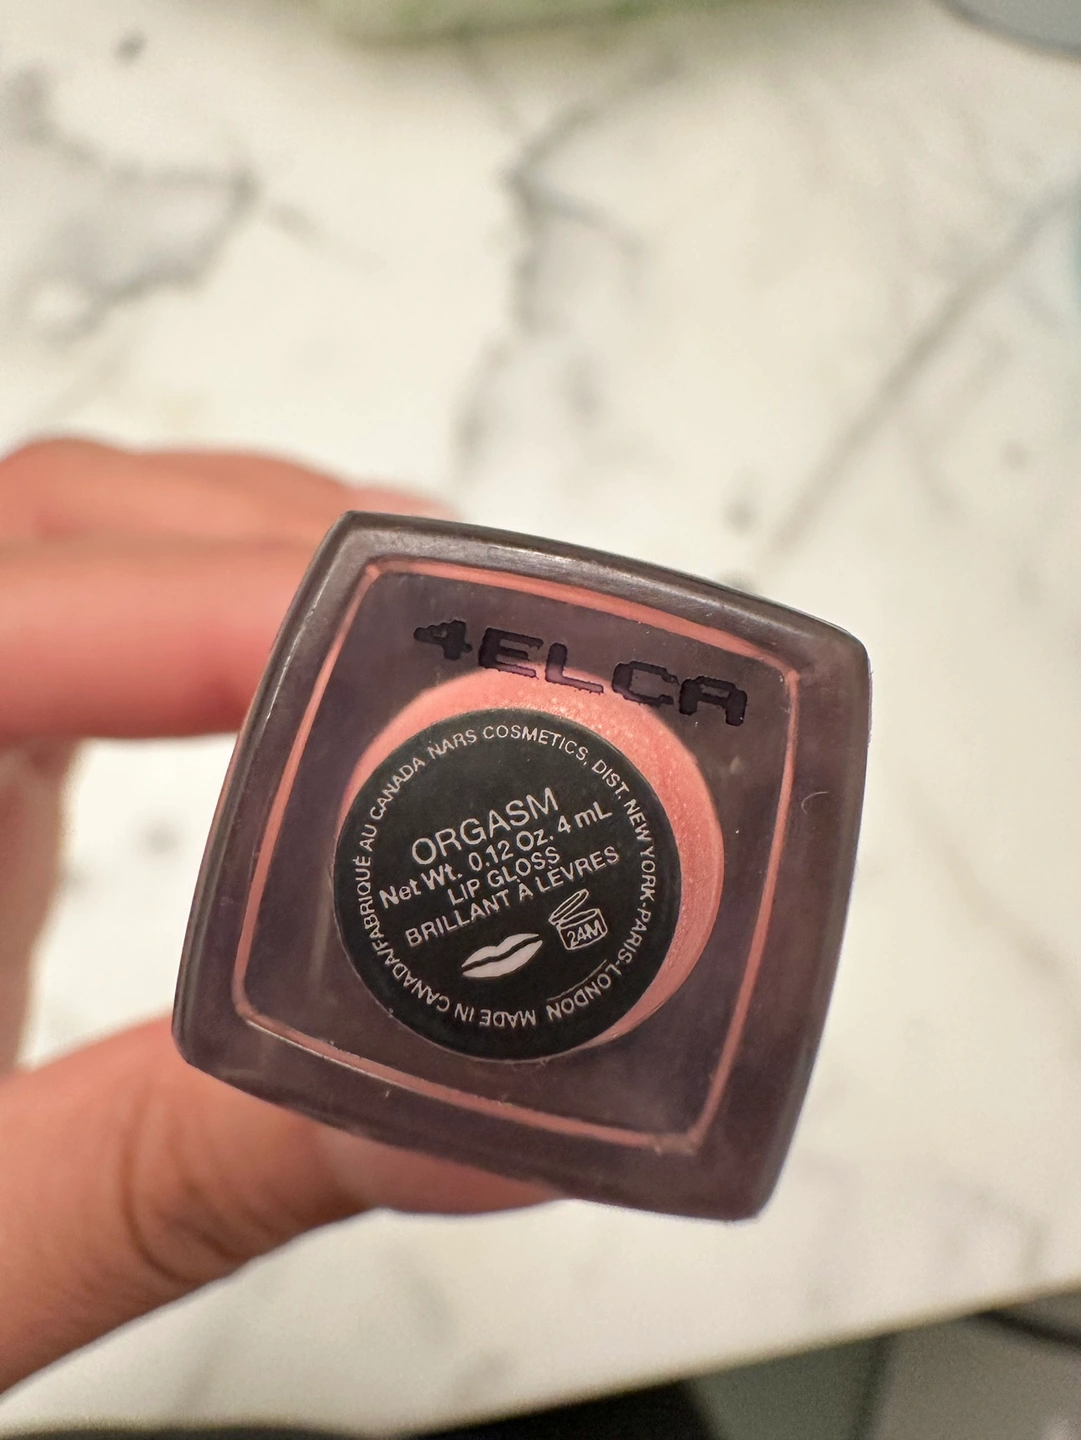 4ELCA
ORGASM
Net Wt. 0.12 Oz. 4 mL
LIP GLOSS
BRILLANT À LÈVRES
24M
NARS COSMETICS, DIST. NEW YORK-PARIS-LONDON MADE IN CANADA/FABRIQUÉ AU CANADA